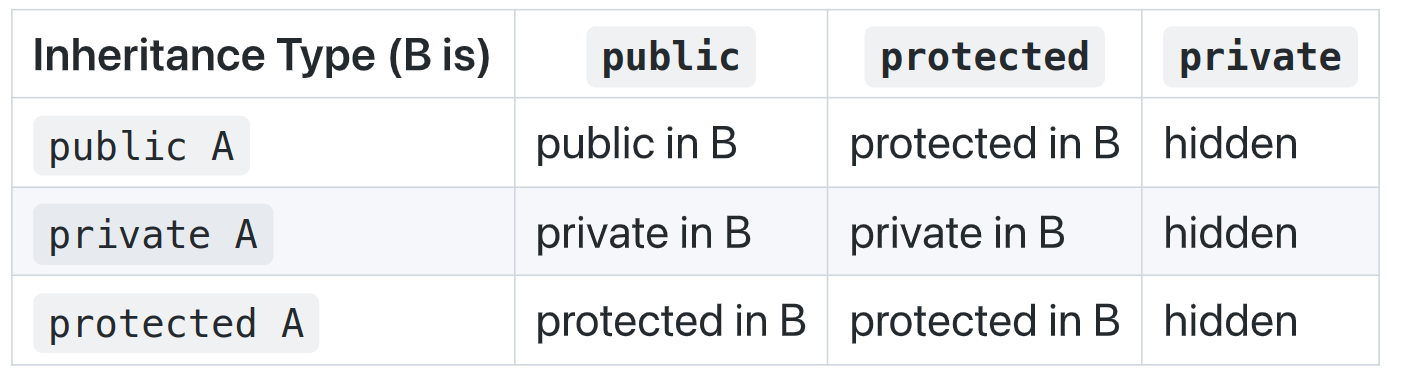 Inheritance Type (B is) public protected private
public A public in B protected in B hidden
private A private in B private in B hidden
protected A protected in B protected in B hidden